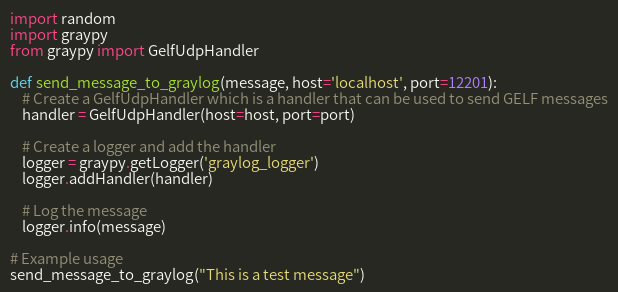 import random
import graypy
from graypy import GelfUdpHandler

def send_message_to_graylog(message, host='localhost', port=12201):
    # Create a GelfUdpHandler which is a handler that can be used to send GELF messages
    handler = GelfUdpHandler(host=host, port=port)

    # Create a logger and add the handler
    logger = graypy.getLogger('graylog_logger')
    logger.addHandler(handler)

    # Log the message
    logger.info(message)

# Example usage
send_message_to_graylog("This is a test message")